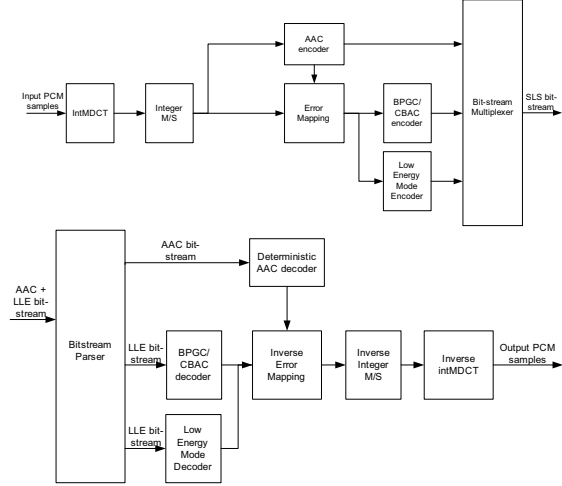 Input PCM
samples
IntMDCT
Integer
M/S
AAC
encoder
Error
Mapping
BPGC/
CBAC
encoder
Low
Energy
Mode
Encoder
Bit-stream
Multiplexer
SLS bit-
stream
AAC +
LLE bit-
stream
Bitstream
Parser
AAC bit-
stream
Deterministic
AAC decoder
LLE bit-
stream
BPGC/
CBAC
decoder
Inverse
Error
Mapping
Inverse
Integer
M/S
Inverse
intMDCT
Output PCM
samples
LLE bit-
stream
Low
Energy
Mode
Decoder